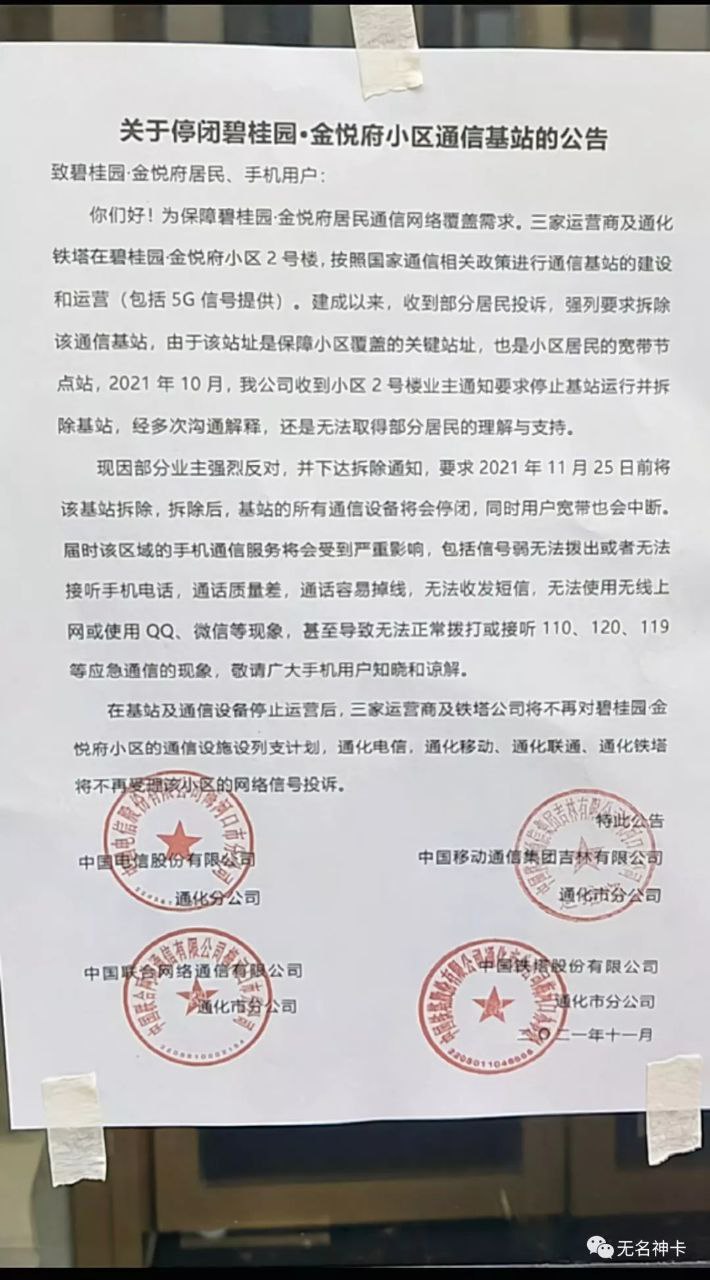 关于停闭碧桂园·金悦府小区通信基站的公告
致碧桂园·金悦府居民、手机用户：
你们好！为保障碧桂园·金悦府居民通信网络覆盖需求。三家运营商及通化
铁塔在碧桂园·金悦府小区2号楼，按照国家通信相关政策进行通信基站的建设
和运营（包括5G信号提供）。建成以来，收到部分居民投诉，强列要求拆除
该通信基站，由于该站址是保障小区覆盖的关键站址，也是小区居民的宽带节
点站，2021年10月，我公司收到小区2号楼业主通知要求停止基站运行并拆
除基站，经多次沟通解释，还是无法取得部分居民的理解与支持。
现因部分业主强烈反对，并下达拆除通知，要求2021年11月25日前将
该基站拆除，拆除后，基站的所有通信设备将会停闭，同时用户宽带也会中断。
届时该区域的手机通信服务将会受到严重影响，包括信号弱无法拨出或者无法
接听手机电话，通话质量差，通话容易掉线，无法收发短信，无法使用无线上
网或使用QQ、微信等现象，甚至导致无法正常拨打或接听110、120、119
等应急通信的现象，敬请广大手机用户知晓和谅解。
在基站及通信设备停止运营后，三家运营商及铁塔公司将不再对碧桂园·金
悦府小区的通信设施设列支计划，通化电信，通化移动、通化联通、通化铁塔
将不再受理该小区的网络信号投诉。
特此公告
中国电信股份有限公司
通化分公司
中国移动通信集团吉林有限公司
通化市分公司
中国联合网络通信有限公司
通化市分公司
中国铁塔股份有限公司
通化市分公司
二〇二一年十一月
无名神卡